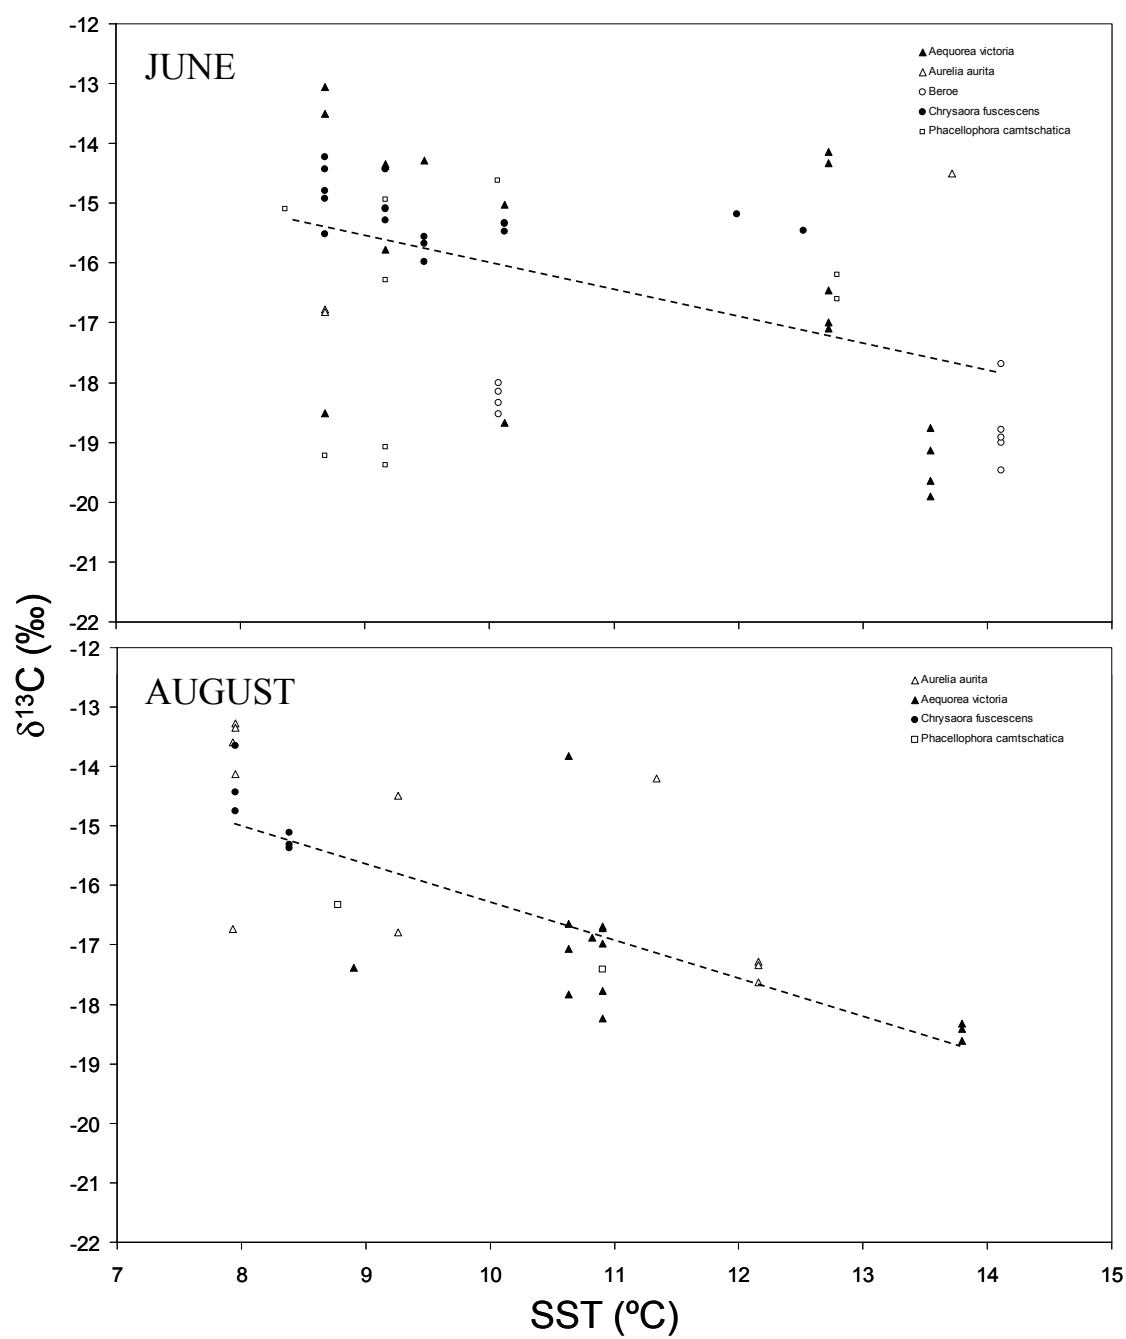 -12
JUNE
Aequorea victoria
Aurelia aurita
Beroe
Chrysaora fuscescens
Phacellophora camtschatica
-13
-14
-15
-16
-17
-18
-19
-20
-21
-22
δ13C (‰)
-12
AUGUST
Aurelia aurita
Aequorea victoria
Chrysaora fuscescens
Phacellophora camtschatica
-13
-14
-15
-16
-17
-18
-19
-20
-21
-22
7 8 9 10 11 12 13 14 15
SST (ºC)